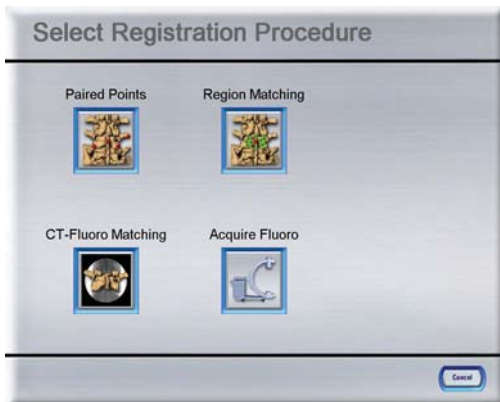 Select Registration Procedure
Paired Points
Region Matching
CT-Fluoro Matching
Acquire Fluoro
Cancel